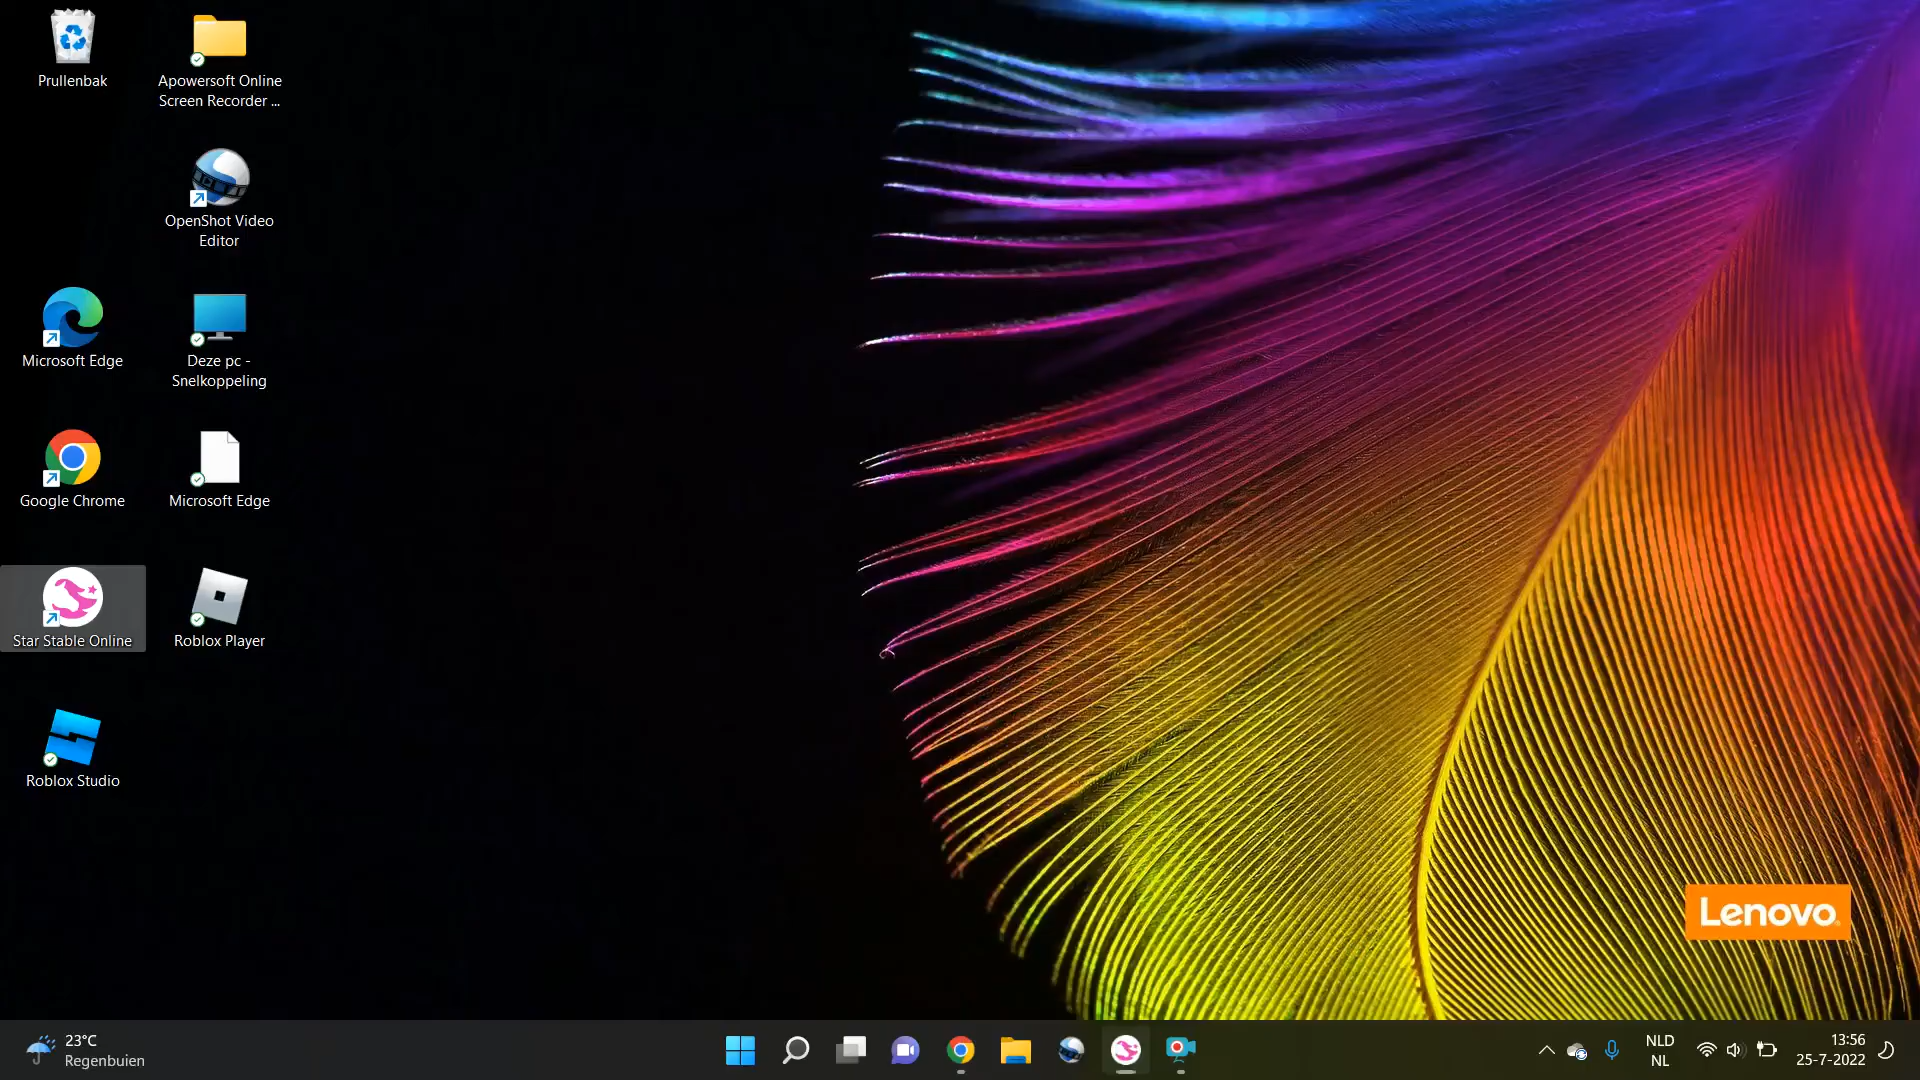 Prullenbak
Apowersoft Online
Screen Recorder ...
OpenShot Video
Editor
Microsoft Edge
Deze pc -
Snelkoppeling
Google Chrome
Microsoft Edge
Star Stable Online
Roblox Player
Roblox Studio
Lenovo
23°C
Regenbuien
NLD
NL
13:56
25-7-2022